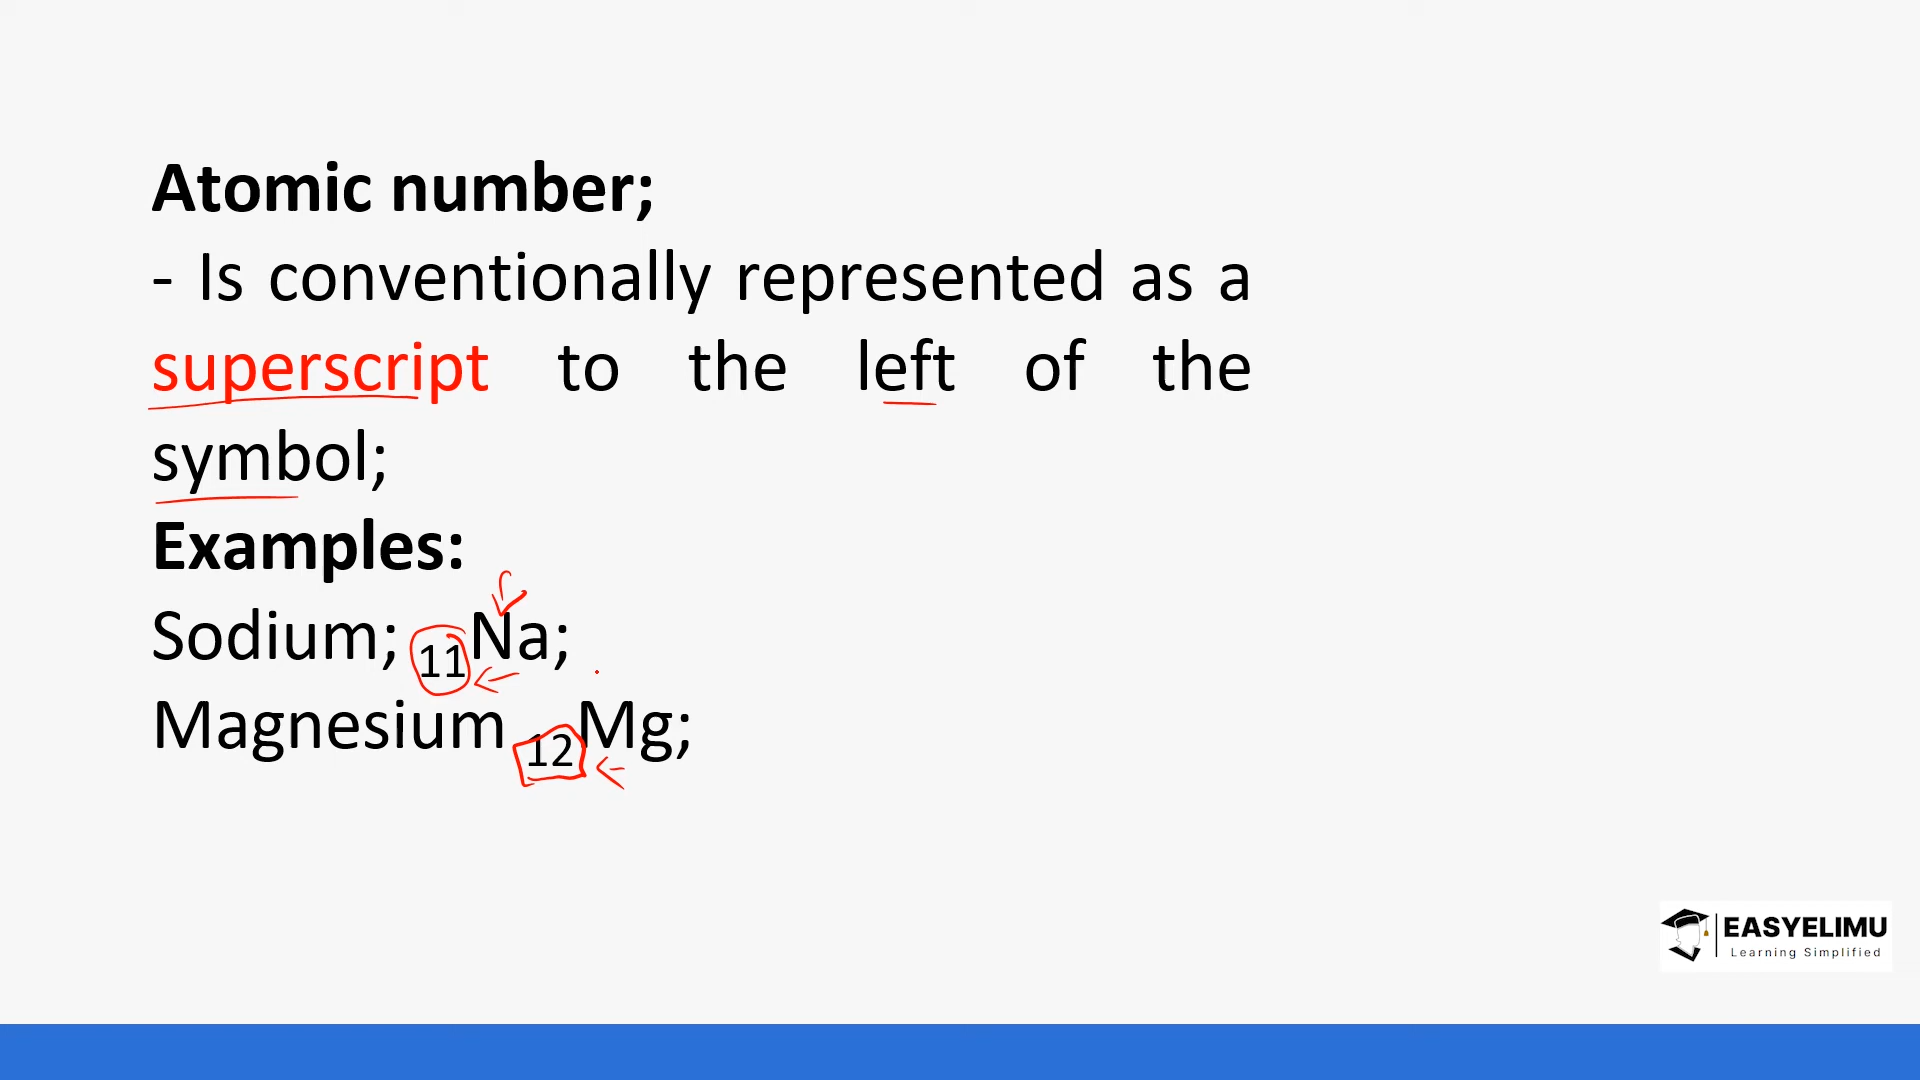 Atomic number;
- Is conventionally represented as a
superscript to the left of the
symbol;
Examples:
Sodium; ₁₁Na;
Magnesium ₁₂Mg;
EASYELIMU
Learning Simplified